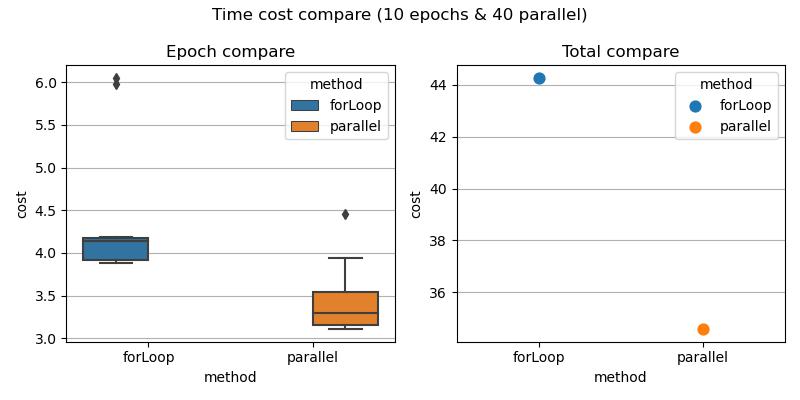 Time cost compare (10 epochs & 40 parallel)
Epoch compare
cost
6.0
5.5
5.0
4.5
4.0
3.5
3.0
method
forLoop
parallel
forLoop
parallel
method
Total compare
cost
44
42
40
38
36
method
forLoop
parallel
forLoop
parallel
method